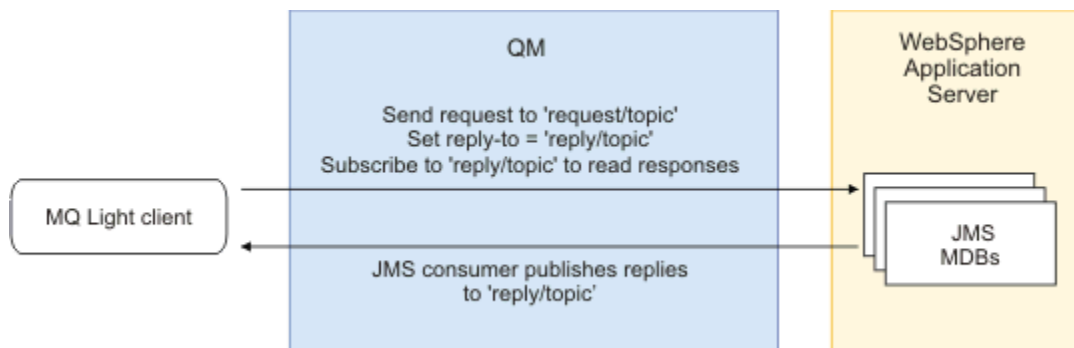 QM
WebSphere
Application
Server
Send request to 'request/topic'
Set reply-to = 'reply/topic'
Subscribe to 'reply/topic' to read responses
MQ Light client
JMS
MDBs
JMS consumer publishes replies
to 'reply/topic'